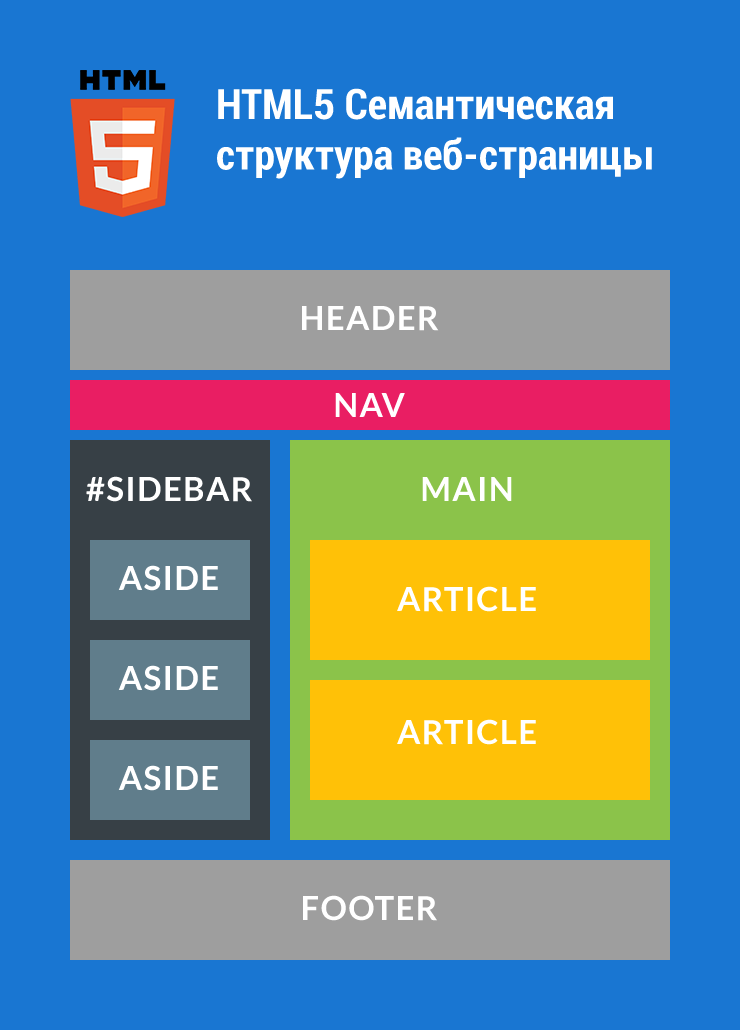 HTML
5
HTML5 Семантическая
структура веб-страницы
HEADER
NAV
#SIDEBAR
ASIDE
ASIDE
ASIDE
MAIN
ARTICLE
ARTICLE
FOOTER